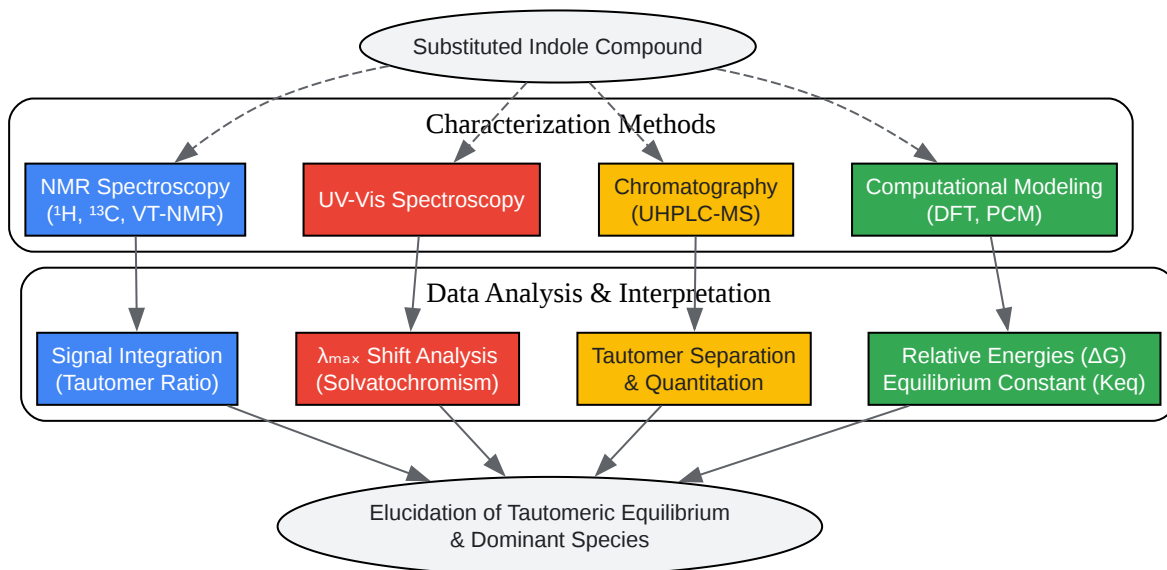 Substituted Indole Compound
Characterization Methods
NMR Spectroscopy
(¹H, ¹³C, VT-NMR)
UV-Vis Spectroscopy
Chromatography
(UHPLC-MS)
Computational Modeling
(DFT, PCM)
Data Analysis & Interpretation
Signal Integration
(Tautomer Ratio)
λₘₐₓ Shift Analysis
(Solvatochromism)
Tautomer Separation
& Quantitation
Relative Energies (ΔG)
Equilibrium Constant (Keq)
Elucidation of Tautomeric Equilibrium
& Dominant Species